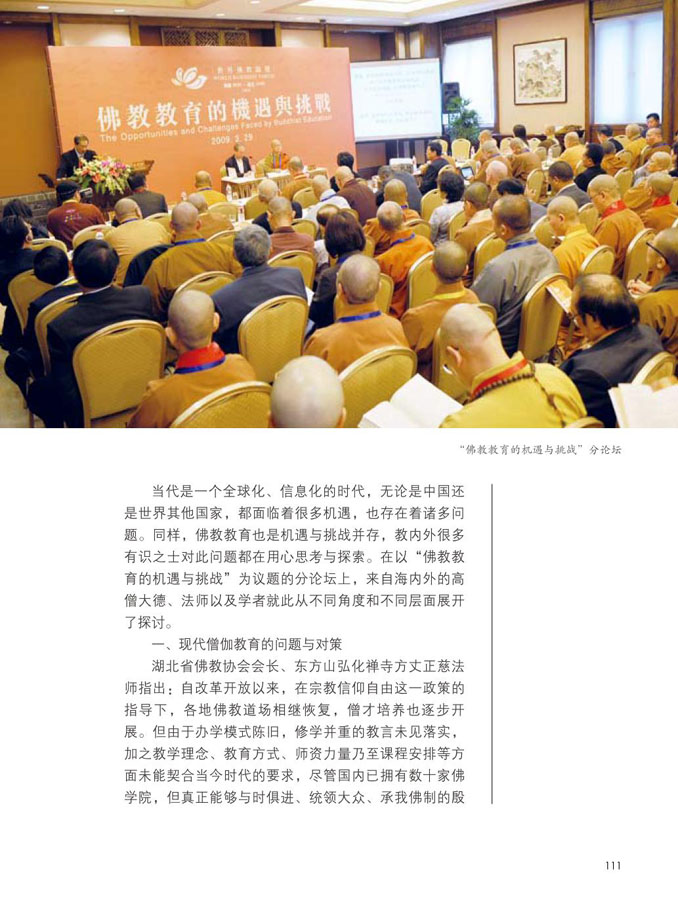 世界佛教論壇
WORLD BUDDHIST FORUM
佛教教育的機遇與挑戰
The Opportunities and Challenges Faced by Buddhist Education
2009. 3. 29
“佛教教育的机遇与挑战”分论坛
当代是一个全球化、信息化的时代，无论是中国还
是世界其他国家，都面临着很多机遇，也存在着诸多问
题。同样，佛教教育也是机遇与挑战并存，教内外很多
有识之士对此问题都在用心思考与探索。在以“佛教教
育的机遇与挑战”为议题的分论坛上，来自海内外的高
僧大德、法师以及学者就此从不同角度和不同层面展开
了探讨。
一、现代僧伽教育的问题与对策
湖北省佛教协会会长、东方山弘化禅寺方丈正慈法
师指出：自改革开放以来，在宗教信仰自由这一政策的
指导下，各地佛教道场相继恢复，僧才培养也逐步开
展。但由于办学模式陈旧，修学并重的教言未见落实，
加之教学理念、教育方式、师资力量乃至课程安排等方
面未能契合当今时代的要求，尽管国内已拥有数十家佛
学院，但真正能够与时俱进、统领大众、承我佛制的殷
111